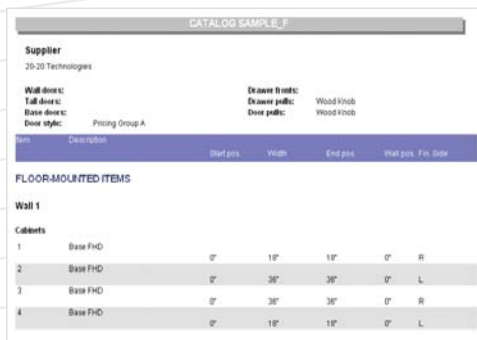 CATALOG SAMPLE_F
Supplier
20-20 Technologies
Wall doors: Drawer fronts:
Tall doors: Drawer pulls: Wood Knob
Base doors: Door pulls: Wood Knob
Door style: Pricing Group A
Item Description
Start pos. Width End pos. Wall pos. Fin. Side
FLOOR-MOUNTED ITEMS
Wall 1
Cabinets
1 Base FHD
0" 18" 18" 0" R
2 Base FHD
0" 36" 36" 0" L
3 Base FHD
0" 36" 36" 0" R
4 Base FHD
0" 18" 18" 0" L